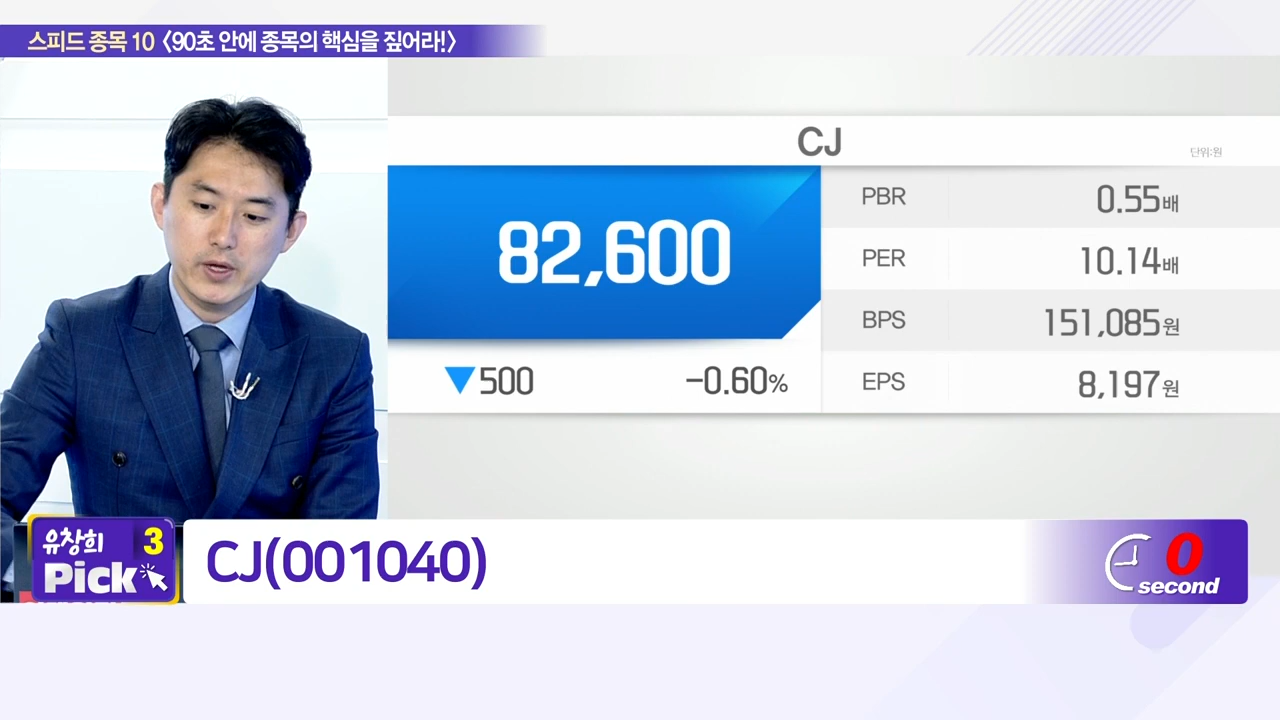 스피드 종목 10 <90초 안에 종목의 핵심을 짚어라!>
CJ
단위:원
82,600
▼500 -0.60%
PBR 0.55배
PER 10.14배
BPS 151,085원
EPS 8,197원
유창희 3
Pick
CJ(001040)
0
second